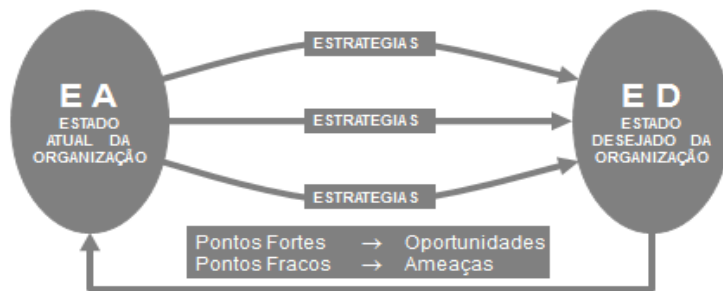 E A
ESTADO
ATUAL DA
ORGANIZAÇÃO
ESTRATEGIAS
ESTRATEGIAS
ESTRATEGIAS
E D
ESTADO
DESEJADO DA
ORGANIZAÇÃO
Pontos Fortes → Oportunidades
Pontos Fracos → Ameaças